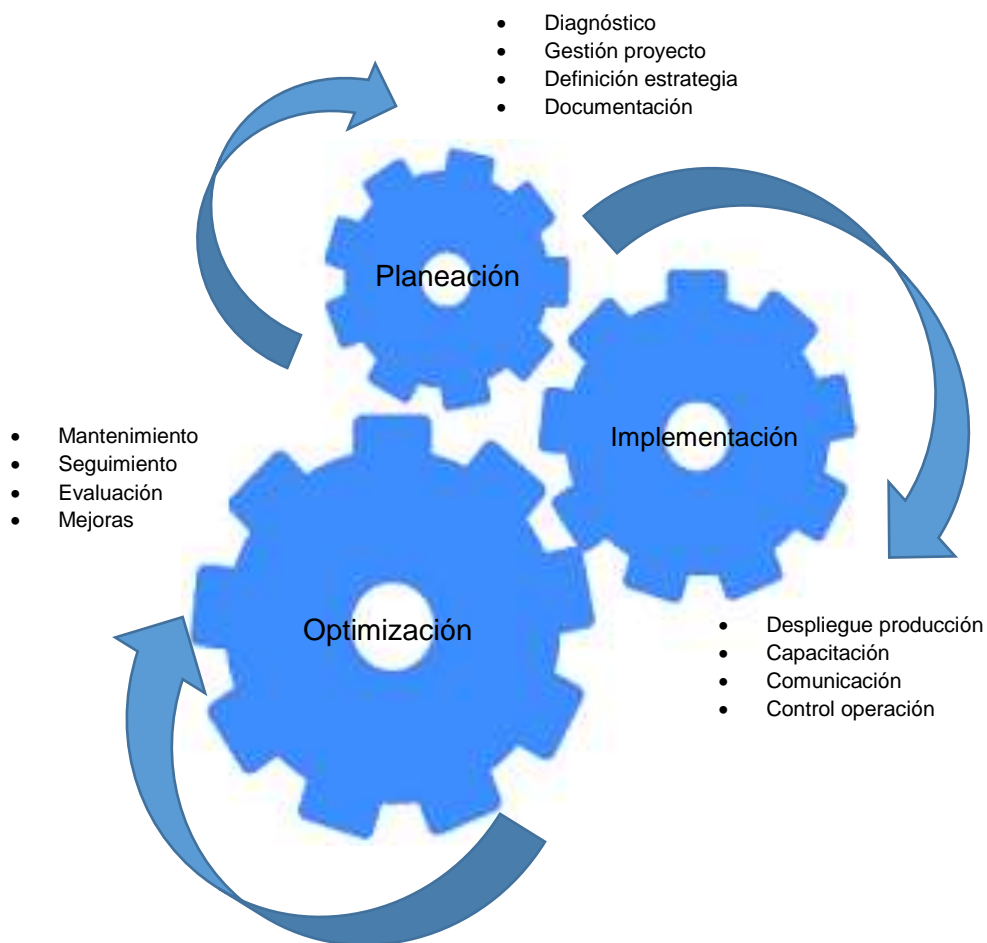 • Diagnóstico
• Gestión proyecto
• Definición estrategia
• Documentación
Planeación
Implementación
• Mantenimiento
• Seguimiento
• Evaluación
• Mejoras
Optimización
• Despliegue producción
• Capacitación
• Comunicación
• Control operación